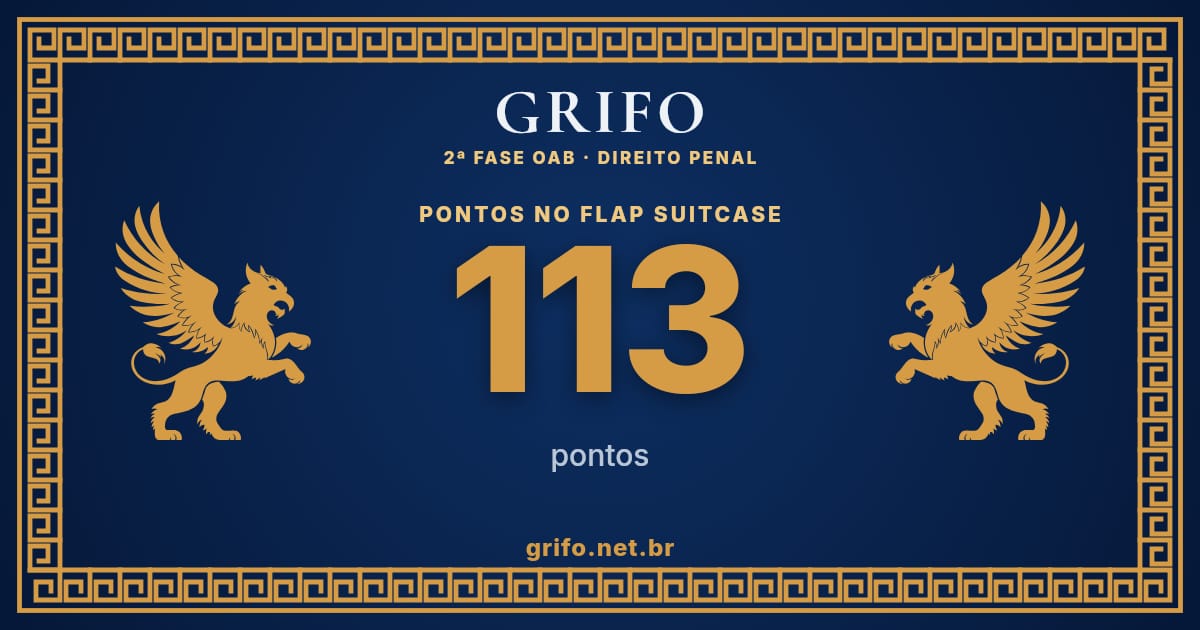 GRIFO
2ª FASE OAB · DIREITO PENAL
PONTOS NO FLAP SUITCASE
113
pontos
grifo.net.br